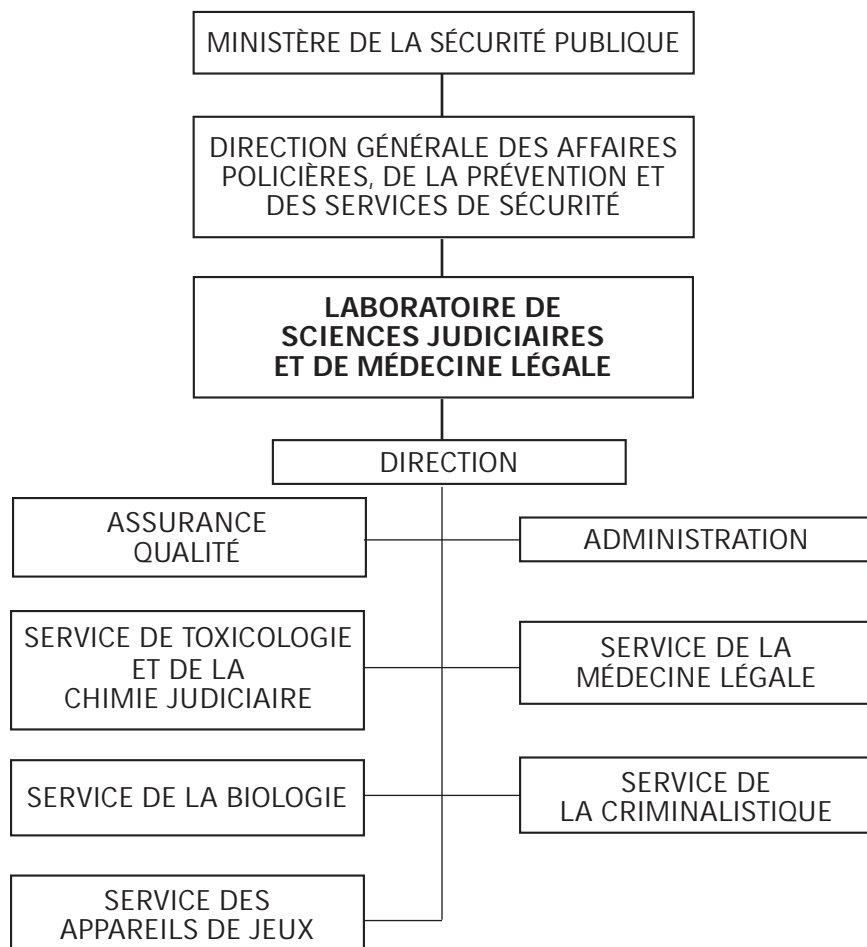 MINISTÈRE DE LA SÉCURITÉ PUBLIQUE
DIRECTION GÉNÉRALE DES AFFAIRES
POLICIÈRES, DE LA PRÉVENTION ET
DES SERVICES DE SÉCURITÉ
LABORATOIRE DE
SCIENCES JUDICIAIRES
ET DE MÉDECINE LÉGALE
DIRECTION
ASSURANCE
QUALITÉ
ADMINISTRATION
SERVICE DE TOXICOLOGIE
ET DE LA
CHIMIE JUDICIAIRE
SERVICE DE LA
MÉDECINE LÉGALE
SERVICE DE LA BIOLOGIE
SERVICE DE
LA CRIMINALISTIQUE
SERVICE DES
APPAREILS DE JEUX